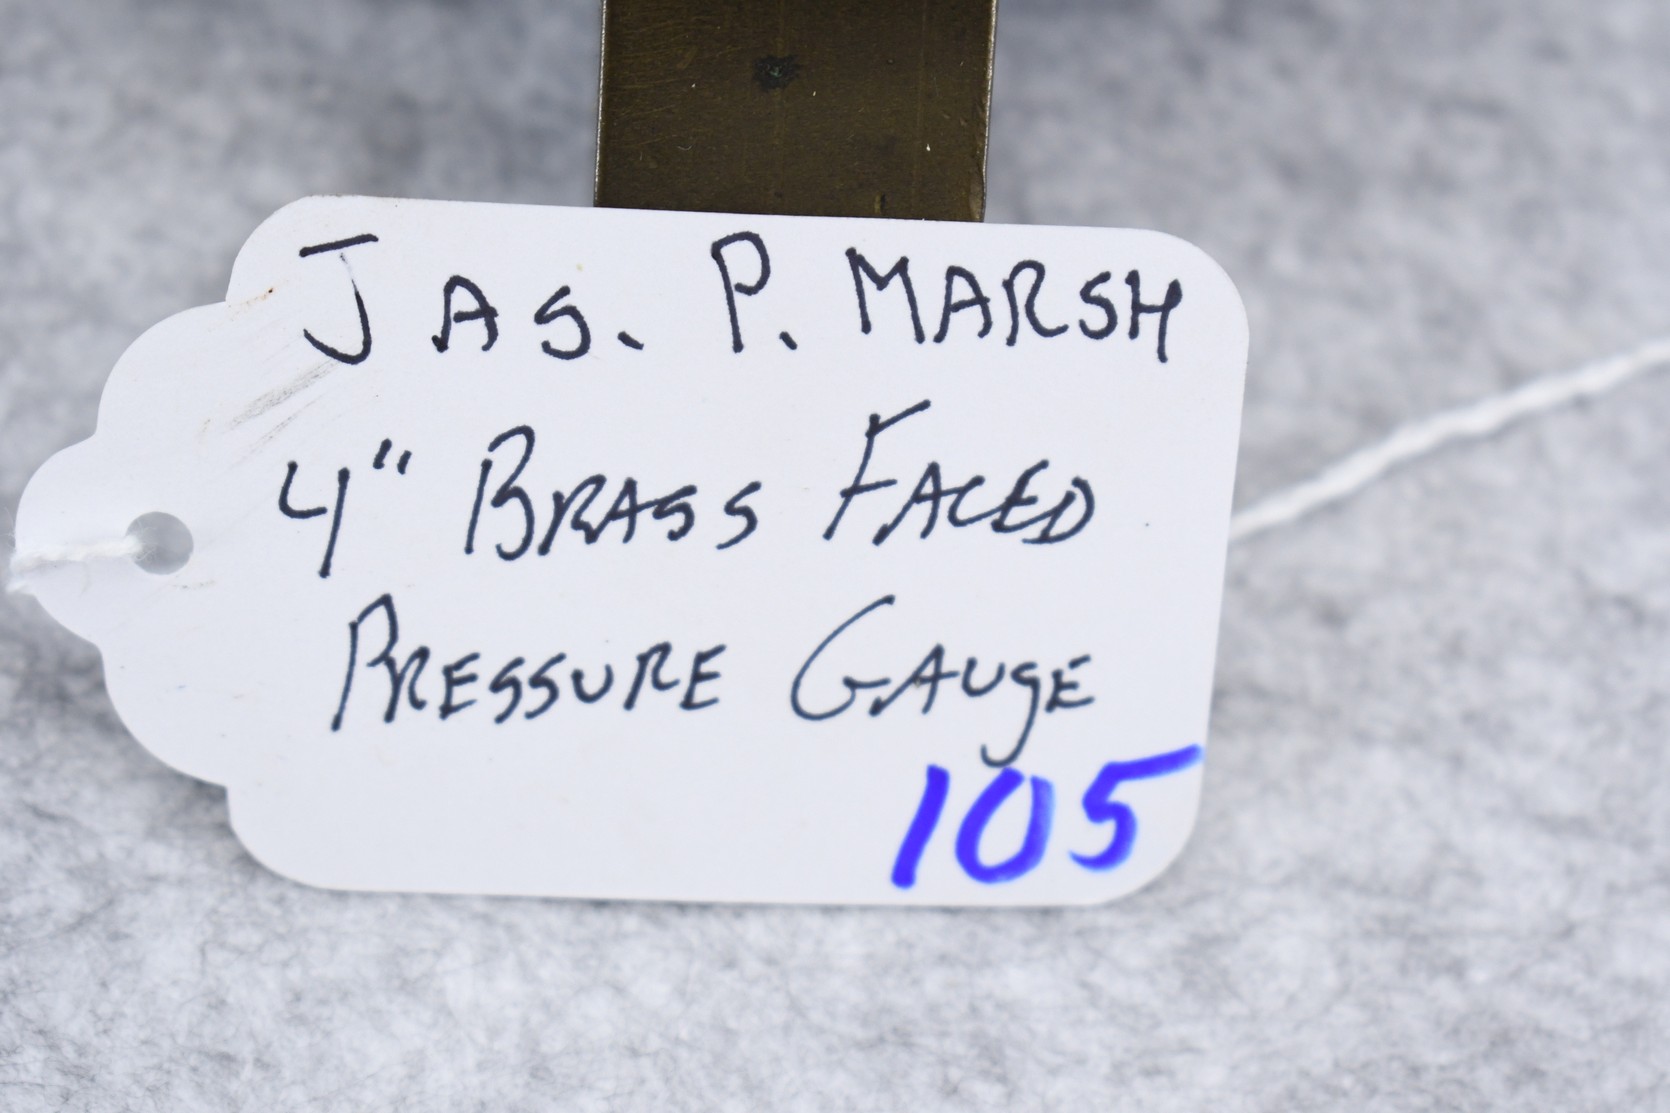 JAS. P. MARSH
4" BRASS FACED
PRESSURE GAUGE
105